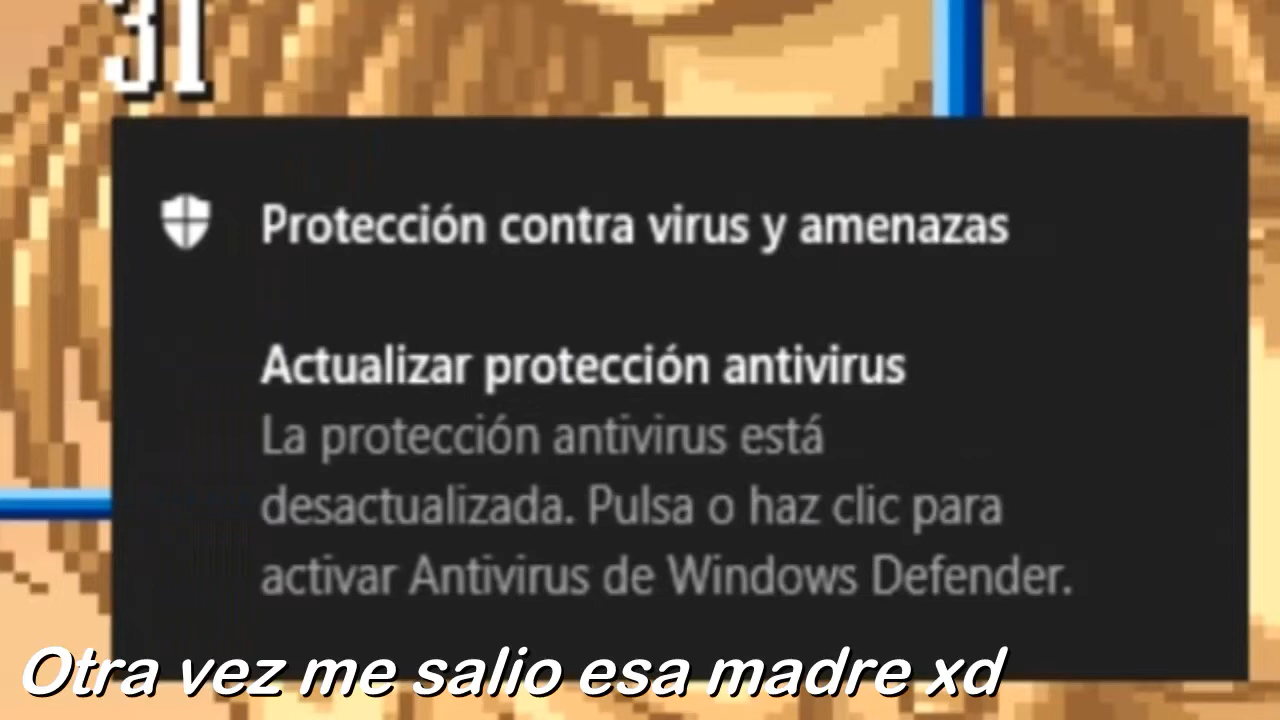 31
Protección contra virus y amenazas
Actualizar protección antivirus
La protección antivirus está
desactualizada. Pulsa o haz clic para
activar Antivirus de Windows Defender.
Otra vez me salio esa madre xd